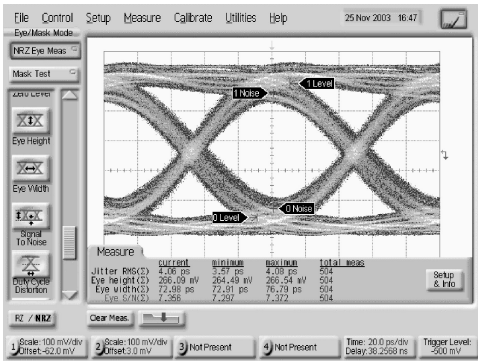 File Control Setup Measure Calibrate Utilities Help 25 Nov 2003 16:47
Eye/Mask Mode
NRZ Eye Meas
Mask Test
Zero Level
Eye Height
Eye Width
Signal
To Noise
Duty Cycle
Distortion
1 Level
1 Noise
0 Noise
0 Level
Measure
current minimum maximum total meas
Jitter RMS(Σ) 4.06 ps 3.57 ps 4.08 ps 504
Eye height(Σ) 266.09 mV 264.49 mV 266.54 mV 504
Eye width(Σ) 72.98 ps 72.91 ps 76.79 ps 504
Eye S/N(Σ) 7.356 7.297 7.372 504
Setup
& Info
RZ / NRZ
Clear Meas.
1 Scale: 100 mV/div
Offset:-62.0 mV
2 Scale: 100 mV/div
Offset:3.0 mV
3 Not Present
4 Not Present
Time: 20.0 ps/div
Delay:38.2568 ns
Trigger Level:
-500 mV